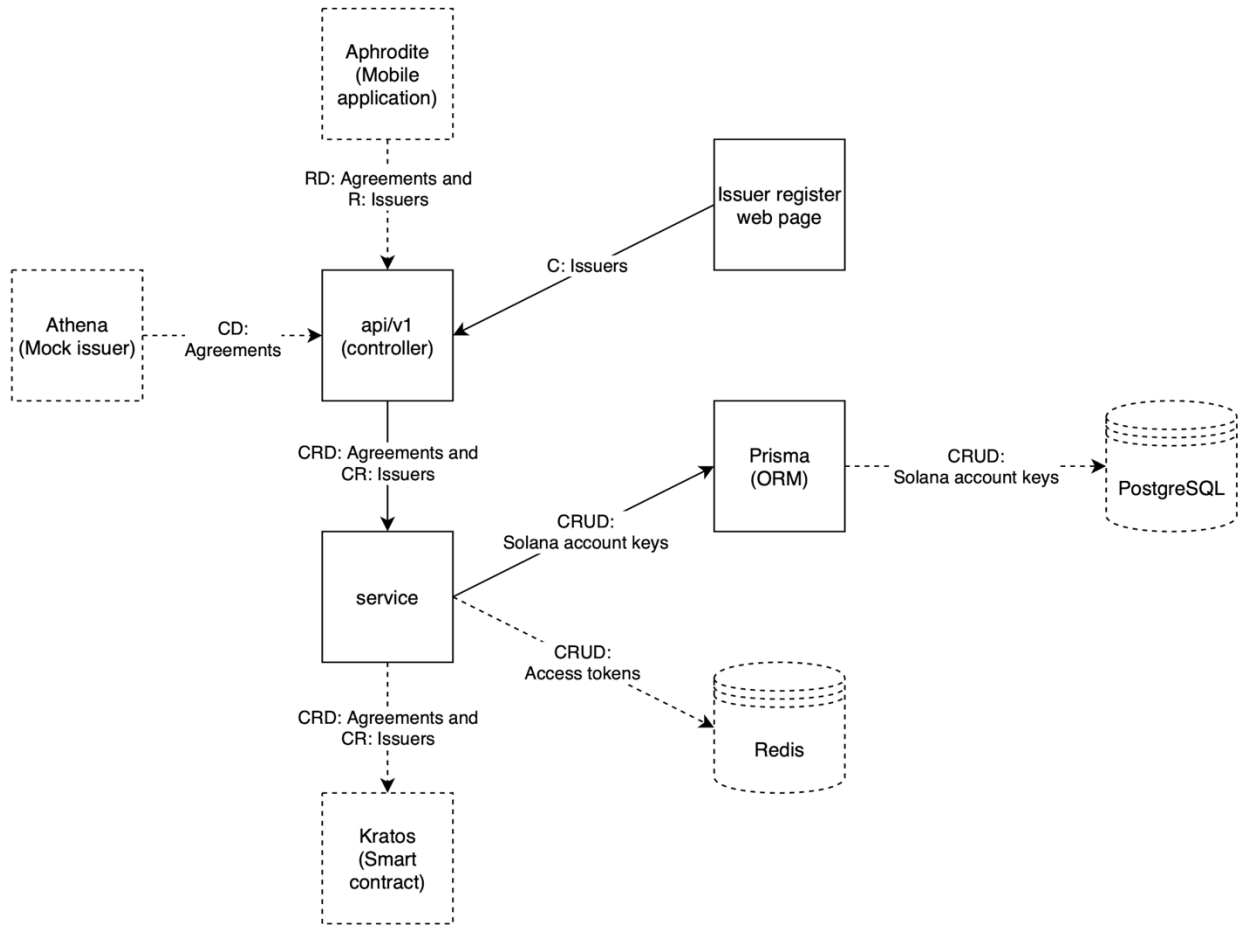 Aphrodite
(Mobile
application)
RD: Agreements and
R: Issuers
Issuer register
web page
C: Issuers
Athena
(Mock issuer)
CD:
Agreements
api/v1
(controller)
CRD: Agreements and
CR: Issuers
Prisma
(ORM)
CRUD:
Solana account keys
PostgreSQL
CRUD:
Solana account keys
service
CRUD:
Access tokens
Redis
CRD: Agreements and
CR: Issuers
Kratos
(Smart
contract)